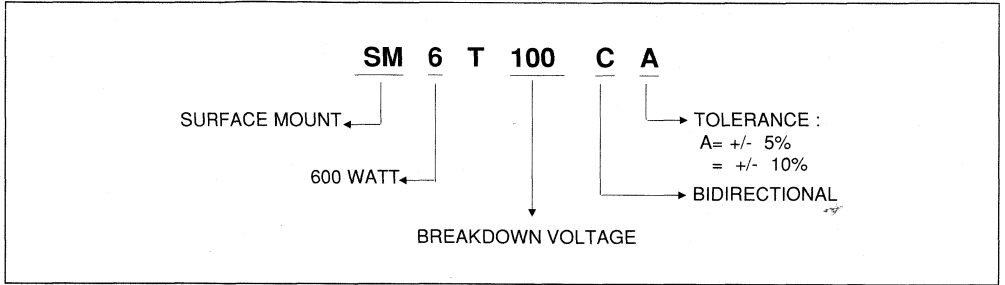 SM 6 T 100 C A
SURFACE MOUNT
TOLERANCE :
A= +/- 5%
= +/- 10%
600 WATT
BIDIRECTIONAL
BREAKDOWN VOLTAGE